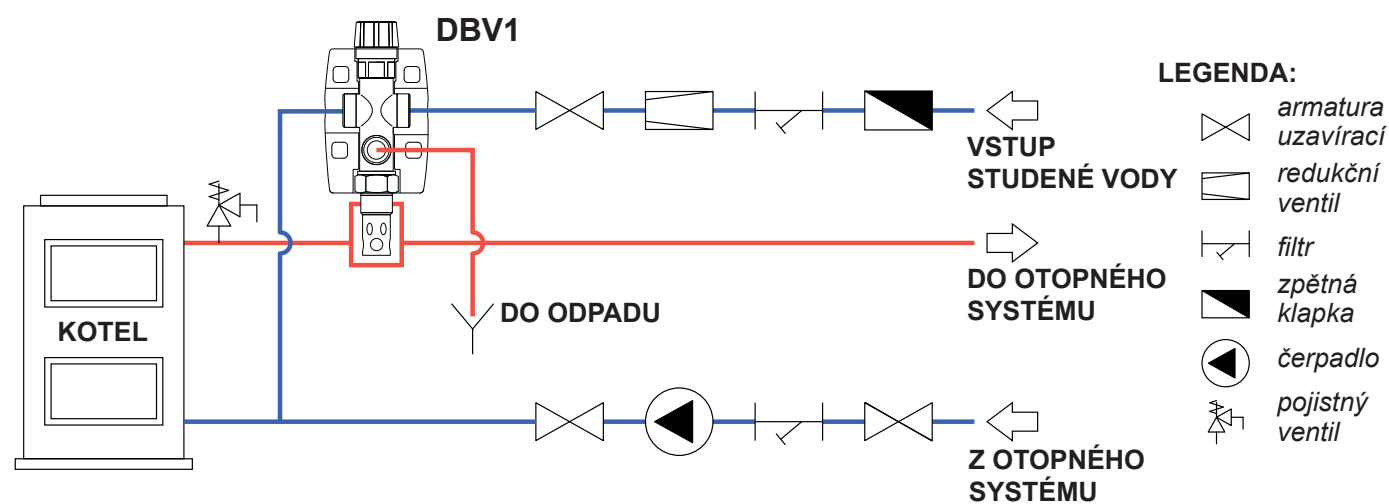 DBV1
VSTUP
STUDENÉ VODY
DO OTOPNÉHO
SYSTÉMU
DO ODPADU
KOTEL
Z OTOPNÉHO
SYSTÉMU
LEGENDA:
armatura
uzavírací
redukční
ventil
filtr
zpětná
klapka
čerpadlo
pojistný
ventil